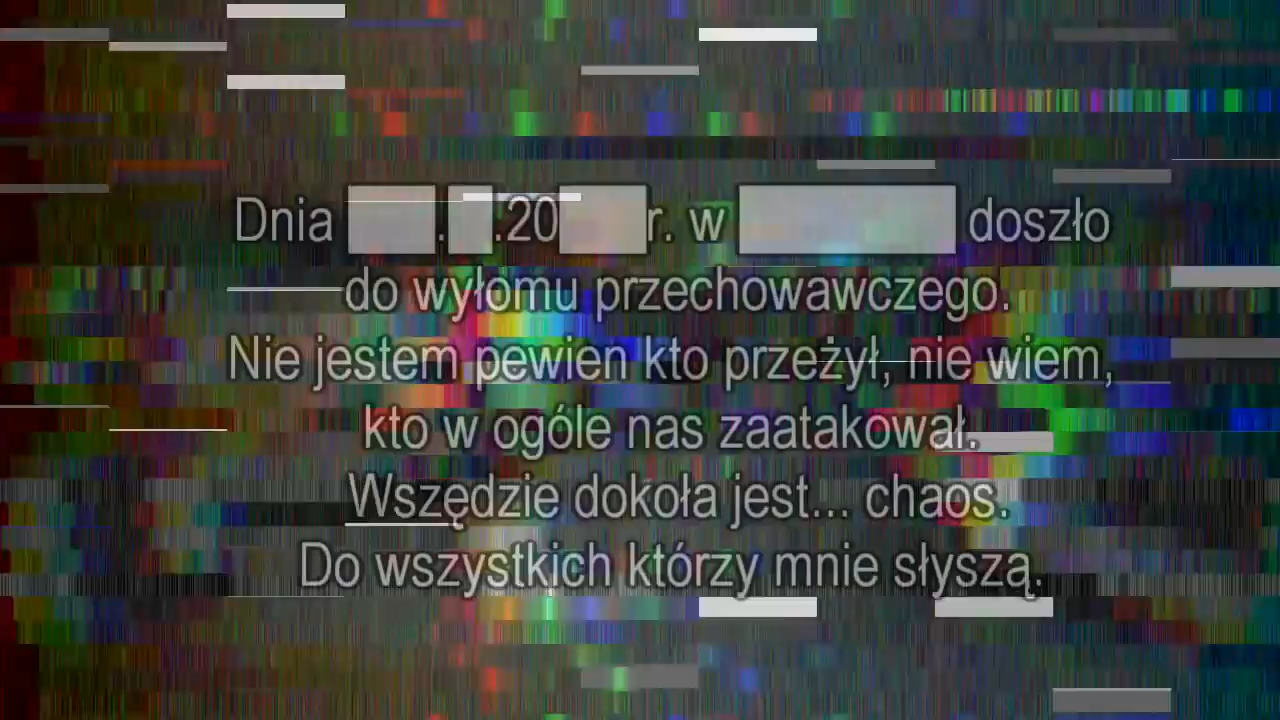 Dnia . .20 r. w doszło
do wyłomu przechowawczego.
Nie jestem pewien kto przeżył, nie wiem,
kto w ogóle nas zaatakował.
Wszędzie dokoła jest... chaos.
Do wszystkich którzy mnie słyszą.